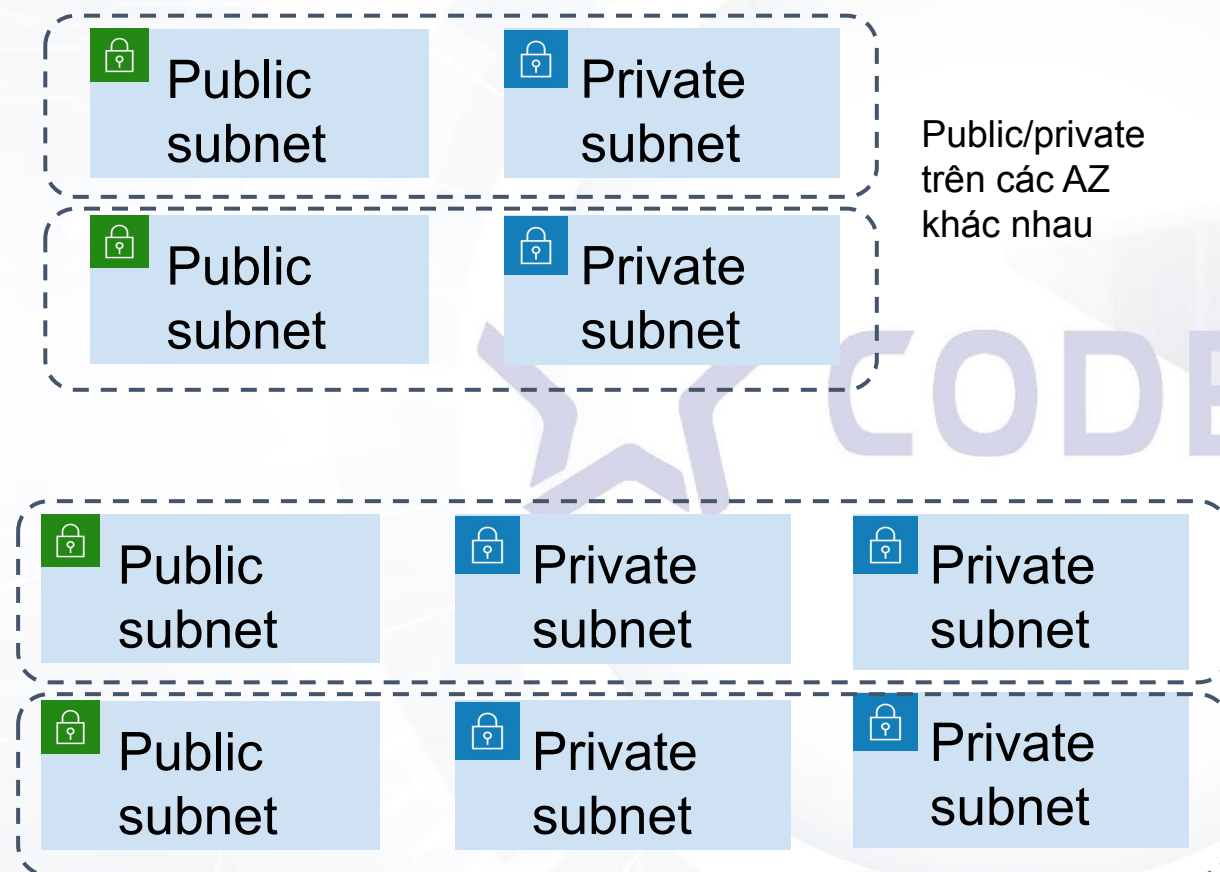 Public
subnet
Private
subnet
Public/private
trên các AZ
khác nhau
Public
subnet
Private
subnet
CODE
Public
subnet
Private
subnet
Private
subnet
Public
subnet
Private
subnet
Private
subnet